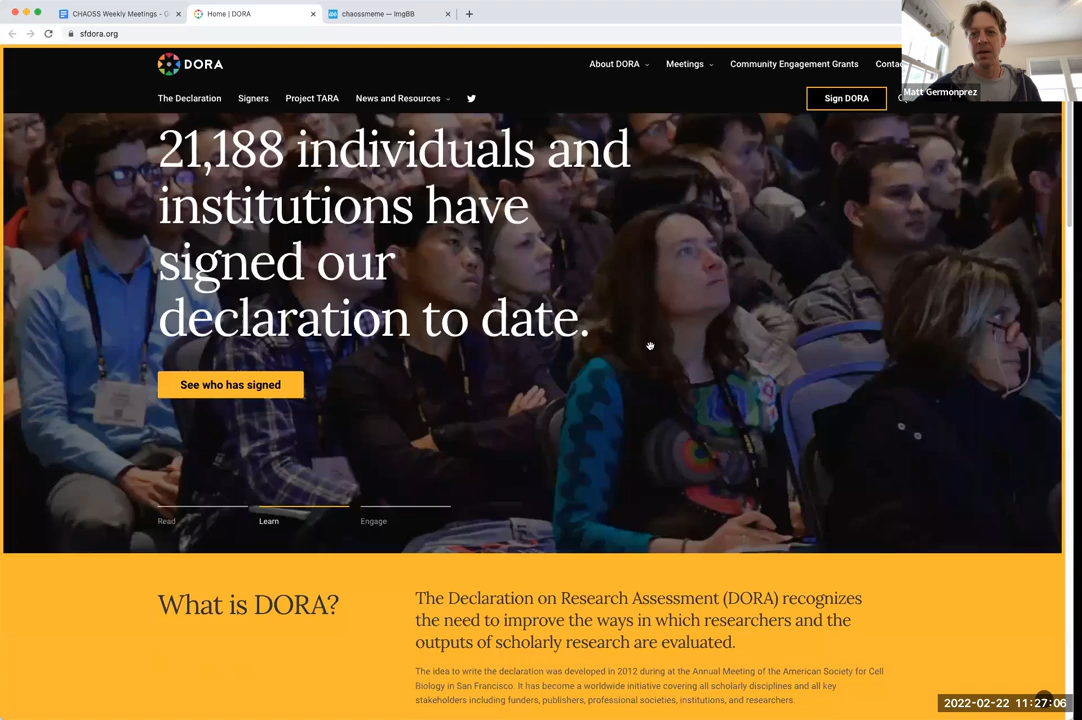 CHAOSS Weekly Meetings - G
Home | DORA
chaossmeme — ImgBB
sfdora.org
DORA
About DORA
Meetings
Community Engagement Grants
Contac
Matt Germonprez
The Declaration
Signers
Project TARA
News and Resources
Sign DORA
21,188 individuals and
institutions have
signed our
declaration to date.
See who has signed
Read
Learn
Engage
What is DORA?
The Declaration on Research Assessment (DORA) recognizes
the need to improve the ways in which researchers and the
outputs of scholarly research are evaluated.
The idea to write the declaration was developed in 2012 during at the Annual Meeting of the American Society for Cell
Biology in San Francisco. It has become a worldwide initiative covering all scholarly disciplines and all key
stakeholders including funders, publishers, professional societies, institutions, and researchers.
2022-02-22 11:27:06